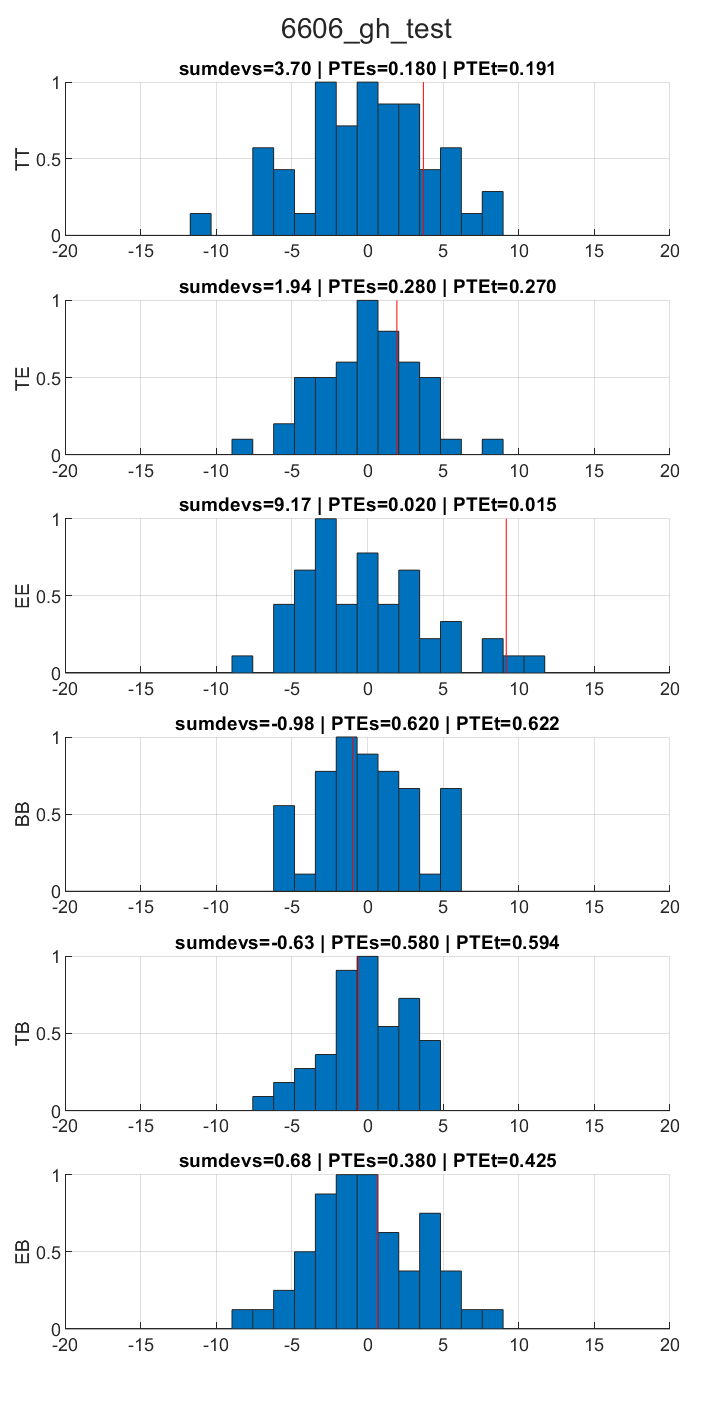 6606_gh_test
sumdevs=3.70 | PTEs=0.180 | PTEt=0.191
TT
1
0.5
0
-20 -15 -10 -5 0 5 10 15 20
sumdevs=1.94 | PTEs=0.280 | PTEt=0.270
TE
1
0.5
0
-20 -15 -10 -5 0 5 10 15 20
sumdevs=9.17 | PTEs=0.020 | PTEt=0.015
EE
1
0.5
0
-20 -15 -10 -5 0 5 10 15 20
sumdevs=-0.98 | PTEs=0.620 | PTEt=0.622
BB
1
0.5
0
-20 -15 -10 -5 0 5 10 15 20
sumdevs=-0.63 | PTEs=0.580 | PTEt=0.594
TB
1
0.5
0
-20 -15 -10 -5 0 5 10 15 20
sumdevs=0.68 | PTEs=0.380 | PTEt=0.425
EB
1
0.5
0
-20 -15 -10 -5 0 5 10 15 20